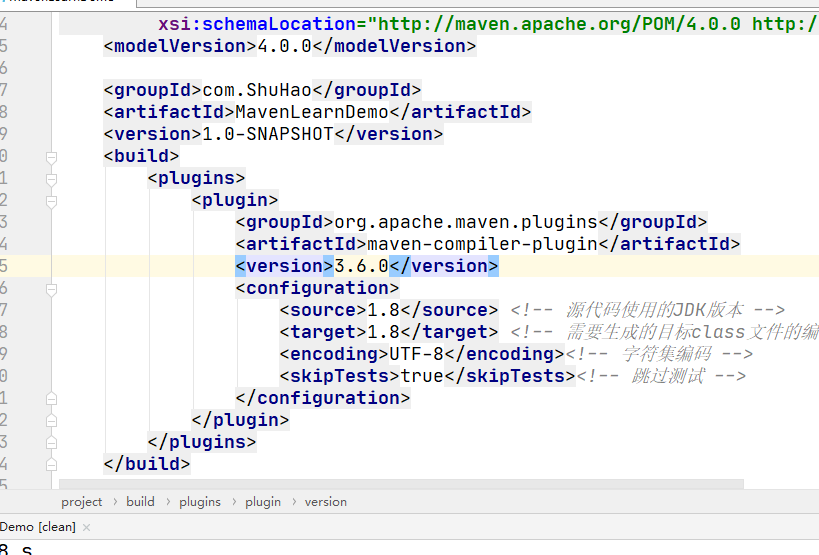 4 xsi:schemaLocation="http://maven.apache.org/POM/4.0.0 http:/
5 <modelVersion>4.0.0</modelVersion>
6
7 <groupId>com.ShuHao</groupId>
8 <artifactId>MavenLearnDemo</artifactId>
9 <version>1.0-SNAPSHOT</version>
0 <build>
1 <plugins>
2 <plugin>
3 <groupId>org.apache.maven.plugins</groupId>
4 <artifactId>maven-compiler-plugin</artifactId>
5 <version>3.6.0</version>
6 <configuration>
7 <source>1.8</source> <!-- 源代码使用的JDK版本 -->
8 <target>1.8</target> <!-- 需要生成的目标class文件的编
9 <encoding>UTF-8</encoding><!-- 字符集编码 -->
0 <skipTests>true</skipTests><!-- 跳过测试 -->
1 </configuration>
2 </plugin>
3 </plugins>
4 </build>
5
project > build > plugins > plugin > version
Demo [clean] ×
8 s